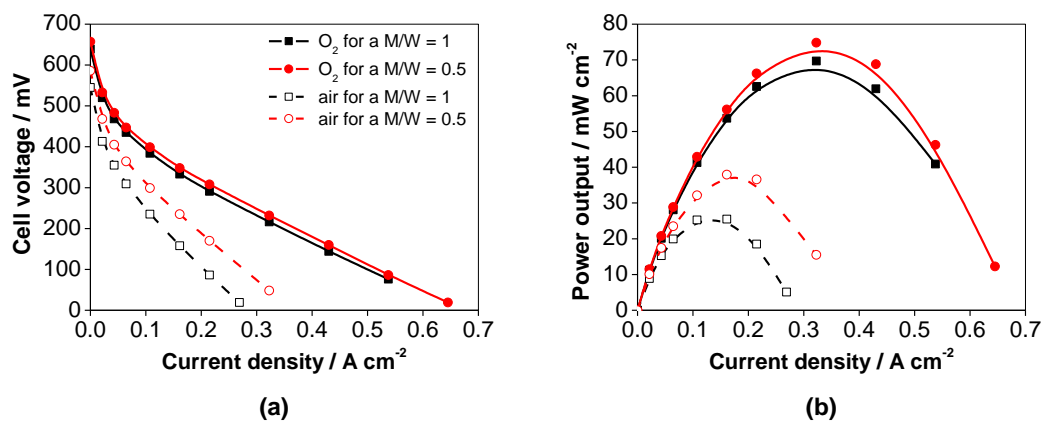 700
600
500
400
300
200
100
0
0.0 0.1 0.2 0.3 0.4 0.5 0.6 0.7
Cell voltage / mV
Current density / A cm⁻²
O₂ for a M/W = 1
O₂ for a M/W = 0.5
air for a M/W = 1
air for a M/W = 0.5
(a)
80
70
60
50
40
30
20
10
0
0.0 0.1 0.2 0.3 0.4 0.5 0.6 0.7
Power output / mW cm⁻²
Current density / A cm⁻²
(b)